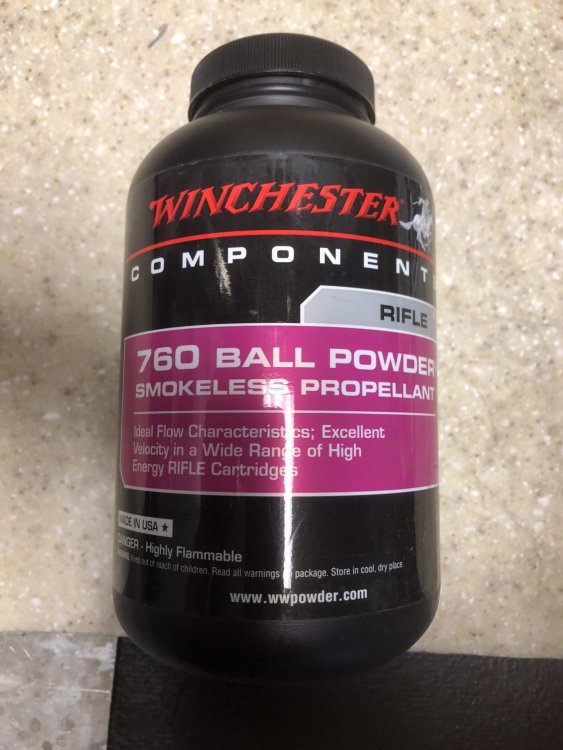 WINCHESTER
COMPONENT
RIFLE
760 BALL POWDER
SMOKELESS PROPELLANT
Ideal Flow Characteristics; Excellent
Velocity in a Wide Range of High
Energy RIFLE Cartridges
MADE IN USA ★
DANGER - Highly Flammable
WARNING: Keep out of reach of children. Read all warnings on package. Store in cool, dry place.
www.wwpowder.com